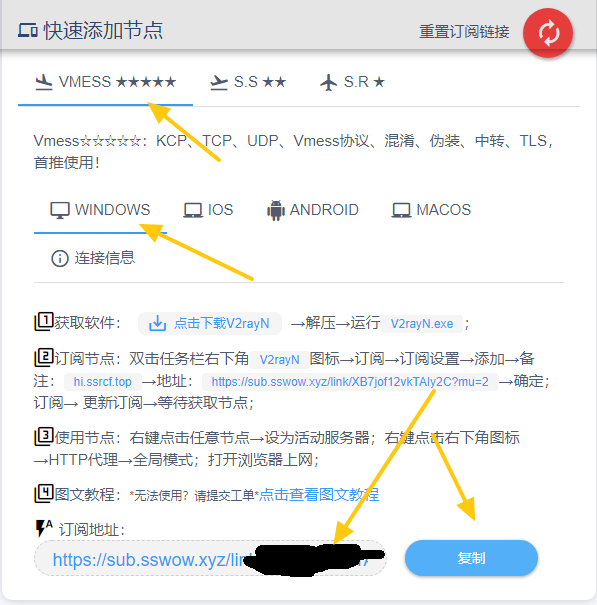 快速添加节点 重置订阅链接
VMESS ★★★★★ S.S ★★ S.R ★
Vmess☆☆☆☆☆：KCP、TCP、UDP、Vmess协议、混淆、伪装、中转、TLS，
首推使用！
WINDOWS IOS ANDROID MACOS
连接信息
1 获取软件： 点击下载V2rayN →解压→运行 V2rayN.exe ；
2 订阅节点：双击任务栏右下角 V2rayN 图标→订阅→订阅设置→添加→备
注： hi.ssrcf.top →地址： https://sub.sswow.xyz/link/XB7jof12vkTAIy2C?mu=2 →确定；
订阅→ 更新订阅→等待获取节点；
3 使用节点：右键点击任意节点→设为活动服务器；右键点击右下角图标
→HTTP代理→全局模式；打开浏览器上网；
4 图文教程：*无法使用？请提交工单*点击查看图文教程
A 订阅地址：
https://sub.sswow.xyz/lin 复制